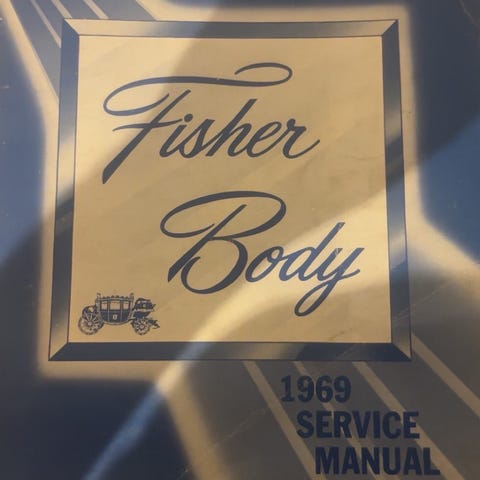 Fisher
Body
1969
SERVICE
MANUAL